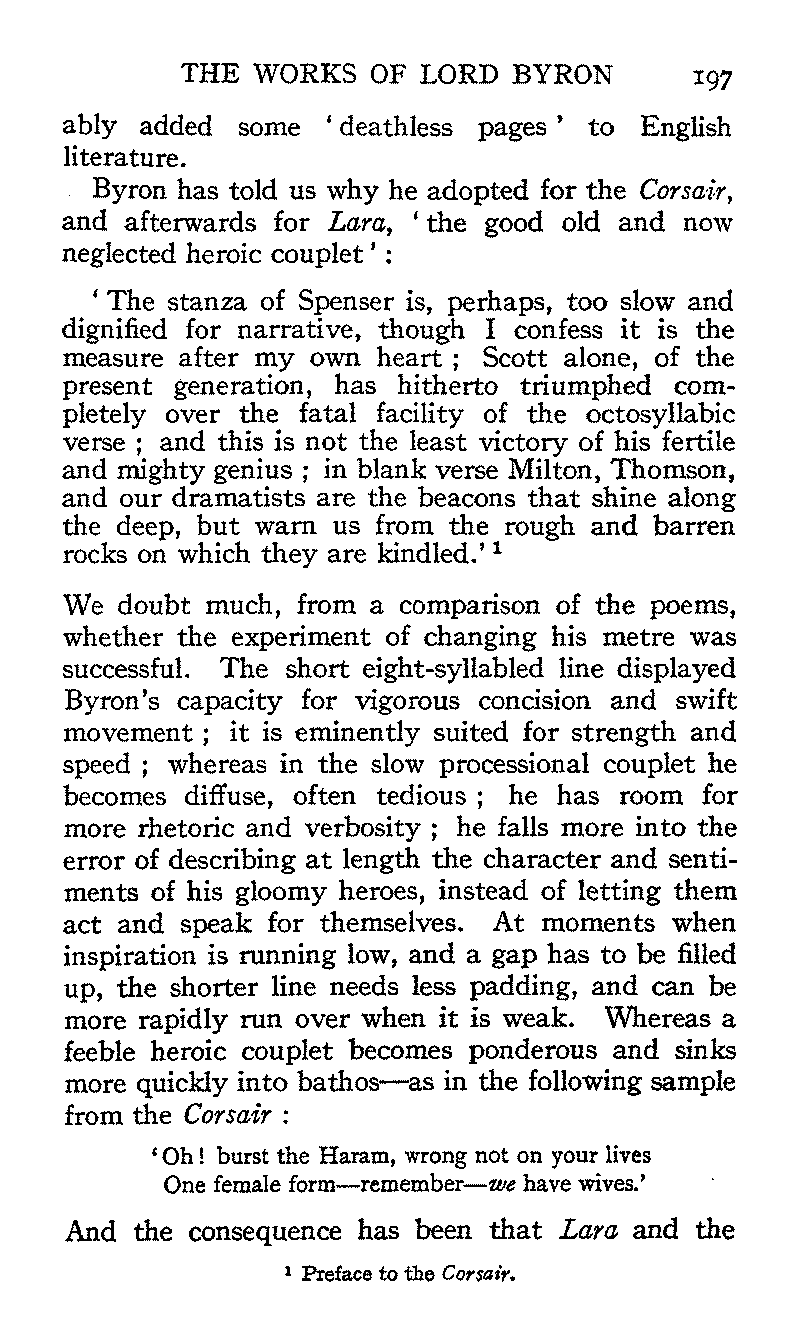 THE WORKS OF LORD BYRON 197
ably added some ‘deathless pages’ to English
literature.
Byron has told us why he adopted for the Corsair,
and afterwards for Lara, ‘the good old and now
neglected heroic couplet’ :
‘The stanza of Spenser is, perhaps, too slow and
dignified for narrative, though I confess it is the
measure after my own heart ; Scott alone, of the
present generation, has hitherto triumphed com-
pletely over the fatal facility of the octosyllabic
verse ; and this is not the least victory of his fertile
and mighty genius ; in blank verse Milton, Thomson,
and our dramatists are the beacons that shine along
the deep, but warn us from the rough and barren
rocks on which they are kindled.’ ¹
We doubt much, from a comparison of the poems,
whether the experiment of changing his metre was
successful. The short eight-syllabled line displayed
Byron’s capacity for vigorous concision and swift
movement ; it is eminently suited for strength and
speed ; whereas in the slow processional couplet he
becomes diffuse, often tedious ; he has room for
more rhetoric and verbosity ; he falls more into the
error of describing at length the character and senti-
ments of his gloomy heroes, instead of letting them
act and speak for themselves. At moments when
inspiration is running low, and a gap has to be filled
up, the shorter line needs less padding, and can be
more rapidly run over when it is weak. Whereas a
feeble heroic couplet becomes ponderous and sinks
more quickly into bathos—as in the following sample
from the Corsair :
‘Oh! burst the Haram, wrong not on your lives
One female form—remember—we have wives.’
And the consequence has been that Lara and the
¹ Preface to the Corsair.